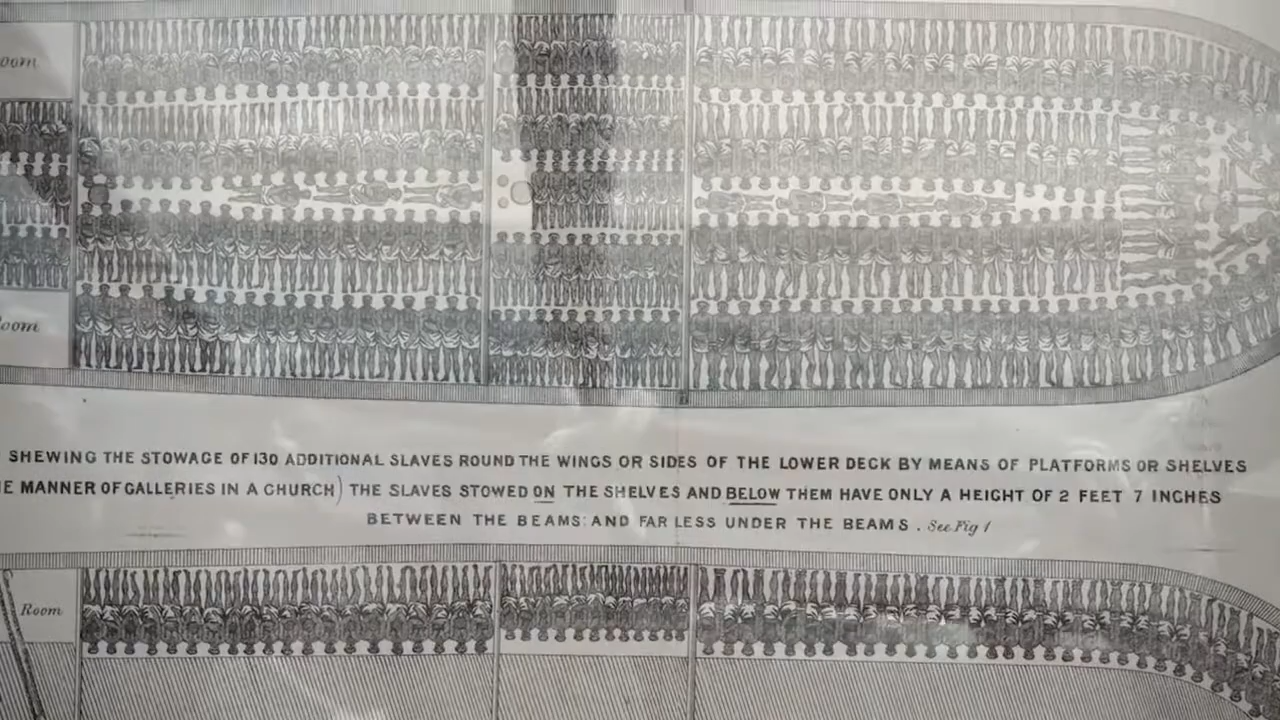 oom
oom
SHEWING THE STOWAGE OF 130 ADDITIONAL SLAVES ROUND THE WINGS OR SIDES OF THE LOWER DECK BY MEANS OF PLATFORMS OR SHELVES
E MANNER OF GALLERIES IN A CHURCH) THE SLAVES STOWED ON THE SHELVES AND BELOW THEM HAVE ONLY A HEIGHT OF 2 FEET 7 INCHES
BETWEEN THE BEAMS: AND FAR LESS UNDER THE BEAMS. See Fig 1
Room